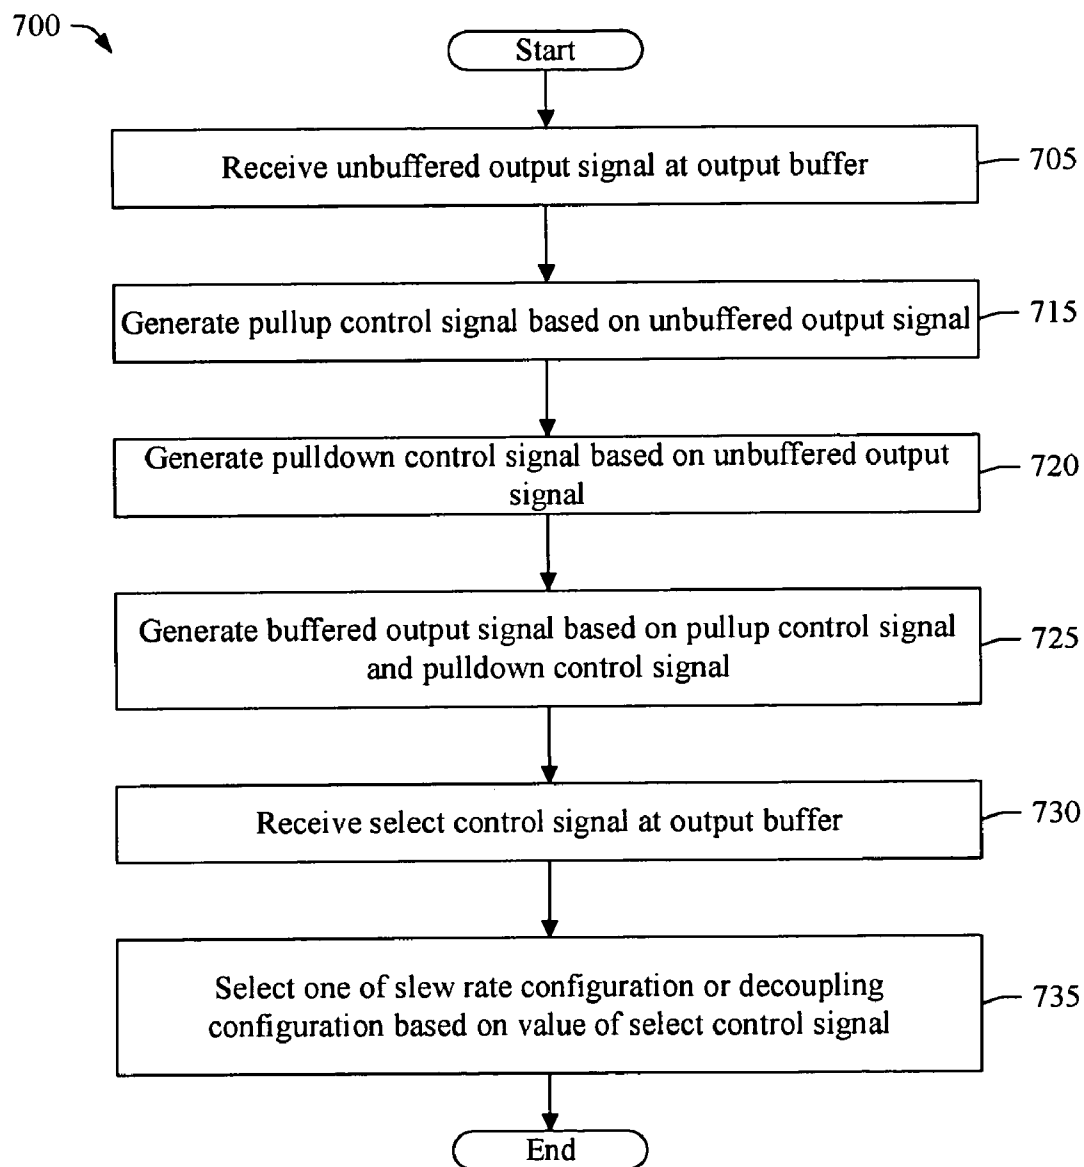 700
Start
Receive unbuffered output signal at output buffer
705
Generate pullup control signal based on unbuffered output signal
715
Generate pulldown control signal based on unbuffered output
signal
720
Generate buffered output signal based on pullup control signal
and pulldown control signal
725
Receive select control signal at output buffer
730
Select one of slew rate configuration or decoupling
configuration based on value of select control signal
735
End